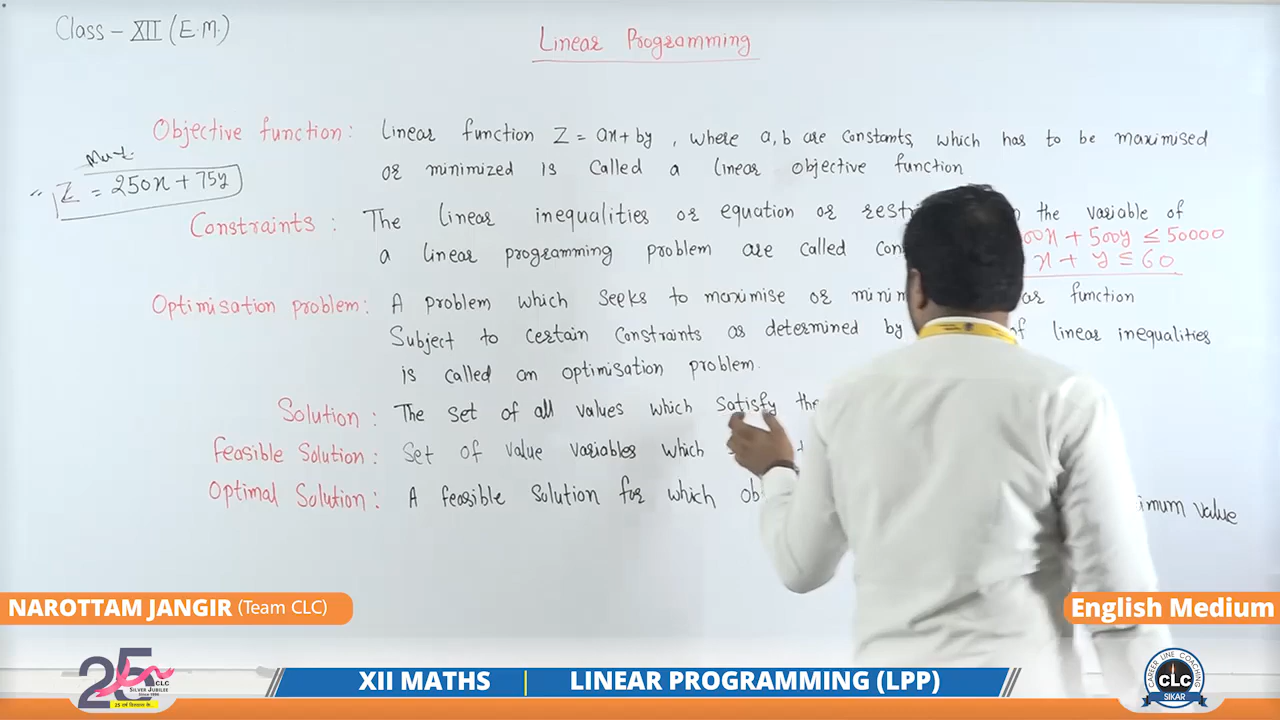 Class – XII (E.M.)
Linear Programming
Objective function: Linear function Z = ax + by, where a, b are constants, which has to be maximised
or minimized is called a linear objective function
Max.
Z = 250x + 75y
Constraints: The linear inequalities or equation or the variable of
a linear programming problem are called
00x + 500y ≤ 50000
x + y ≤ 60
Optimisation problem: A problem which seeks to maximise or function
Subject to certain constraints as determined by of linear inequalities
is called an optimisation problem.
Solution: The set of all values which satisfy the
Feasible Solution: Set of value variables which
Optimal Solution: A feasible solution for which value
NAROTTAM JANGIR (Team CLC)
English Medium
25
CLC
SILVER JUBILEE
Since 1996
XII MATHS
LINEAR PROGRAMMING (LPP)
CAREER LINE COACHING
CLC
SIKAR